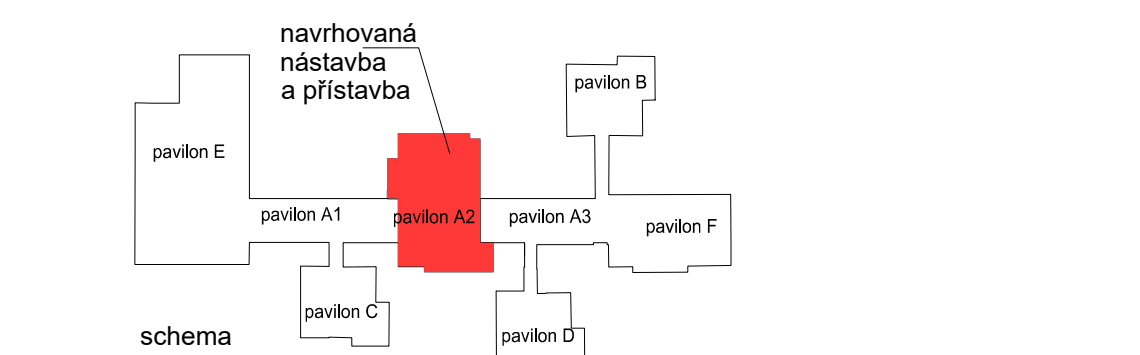 navrhovaná
nástavba
a přístavba
pavilon B
pavilon E
pavilon A1
pavilon A2
pavilon A3
pavilon F
pavilon C
pavilon D
schema